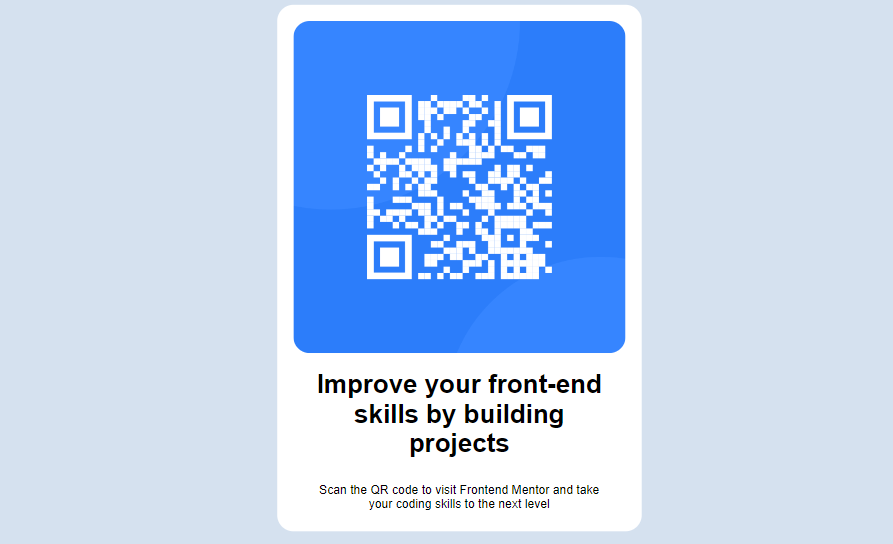 Improve your front-end
skills by building
projects
Scan the QR code to visit Frontend Mentor and take
your coding skills to the next level